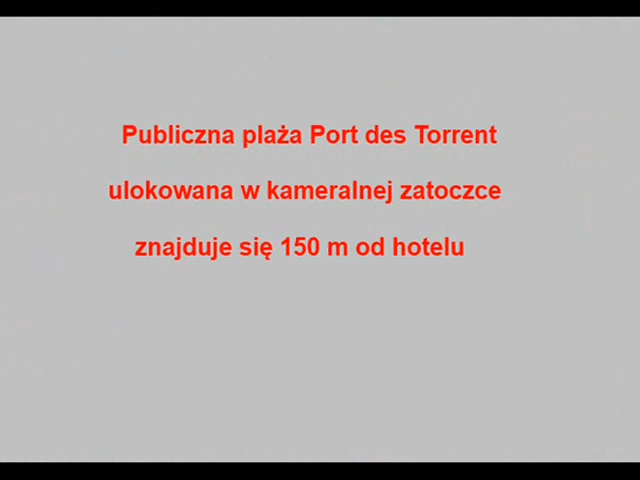 Publiczna plaża Port des Torrent
ulokowana w kameralnej zatoczce
znajduje się 150 m od hotelu